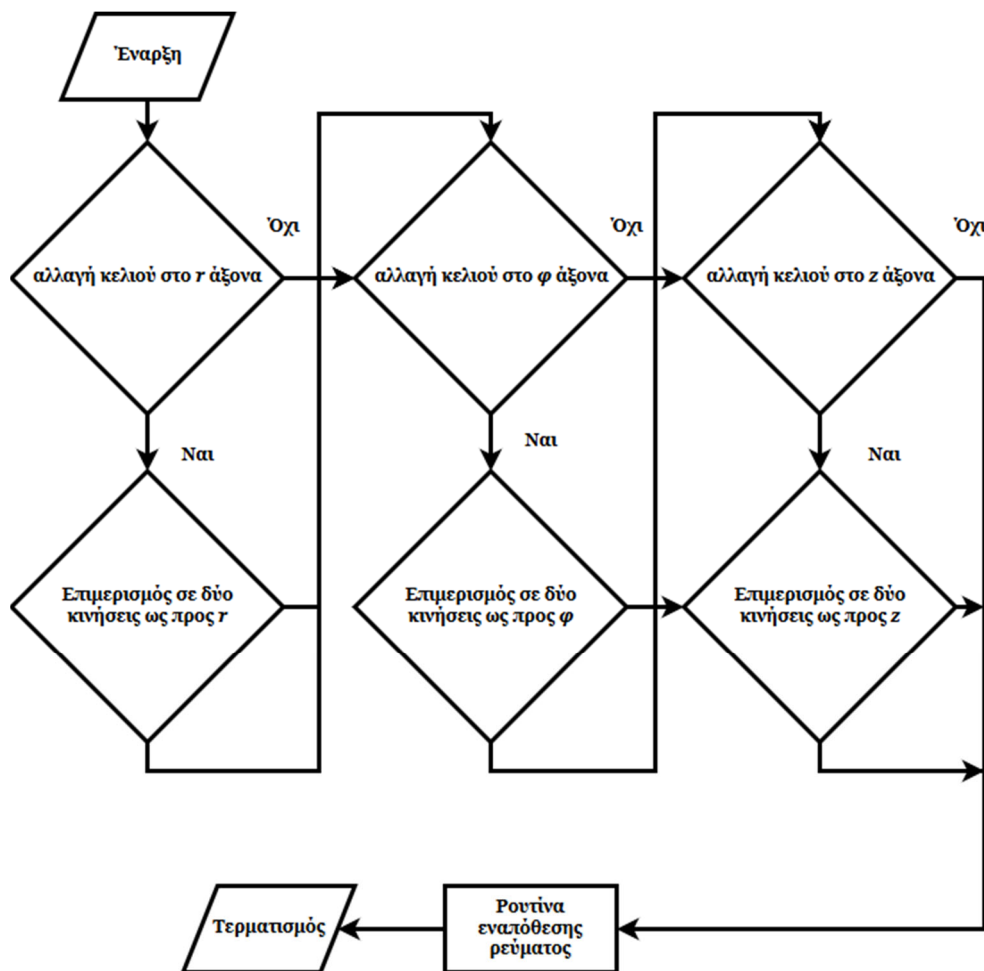 Έναρξη
Όχι
Όχι
Όχι
αλλαγή κελιού στο r άξονα
αλλαγή κελιού στο φ άξονα
αλλαγή κελιού στο z άξονα
Ναι
Ναι
Ναι
Επιμερισμός σε δύο
κινήσεις ως προς r
Επιμερισμός σε δύο
κινήσεις ως προς φ
Επιμερισμός σε δύο
κινήσεις ως προς z
Τερματισμός
Ρουτίνα
εναπόθεσης
ρεύματος